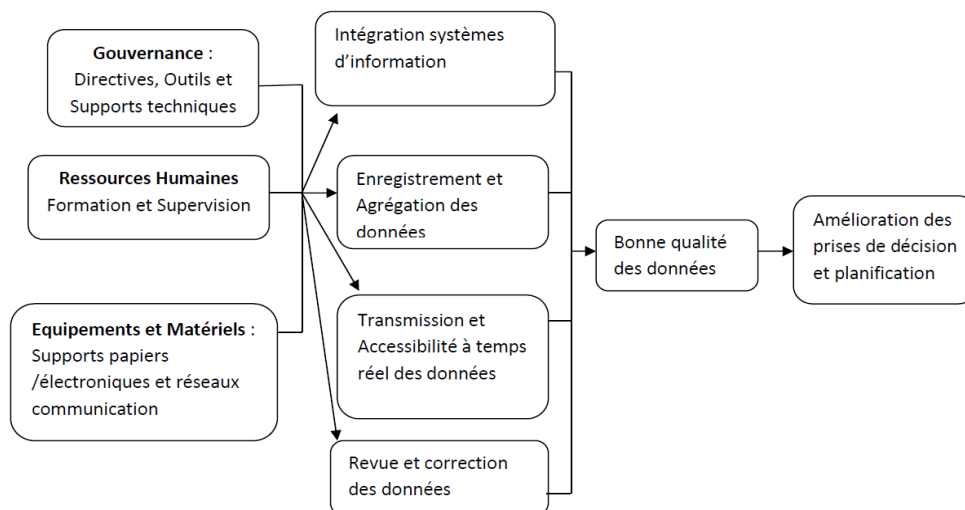 Gouvernance :
Directives, Outils et
Supports techniques
Ressources Humaines
Formation et Supervision
Equipements et Matériels :
Supports papiers
/électroniques et réseaux
communication
Intégration systèmes
d’information
Enregistrement et
Agrégation des
données
Transmission et
Accessibilité à temps
réel des données
Revue et correction
des données
Bonne qualité
des données
Amélioration des
prises de décision
et planification